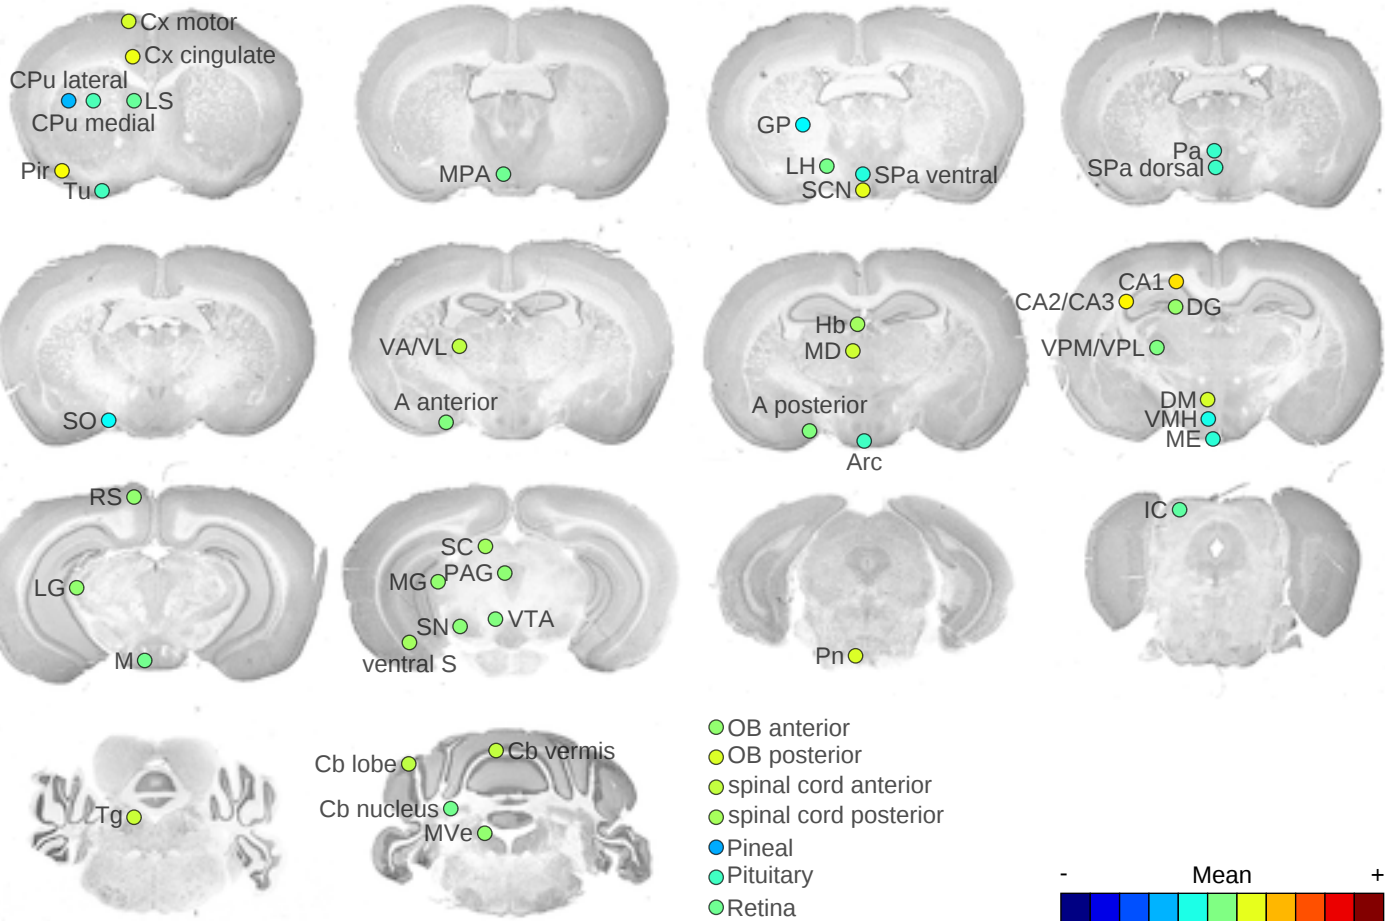 Cx motor
Cx cingulate
CPu lateral
LS
CPu medial
Pir
Tu
MPA
GP
LH
SPa ventral
SCN
Pa
SPa dorsal
SO
VA/VL
A anterior
Hb
MD
A posterior
Arc
CA1
CA2/CA3
DG
VPM/VPL
DM
VMH
ME
RS
LG
M
SC
PAG
MG
VTA
SN
ventral S
Pn
IC
Tg
Cb vermis
Cb lobe
Cb nucleus
MVe
OB anterior
OB posterior
spinal cord anterior
spinal cord posterior
Pineal
Pituitary
Retina
- Mean +